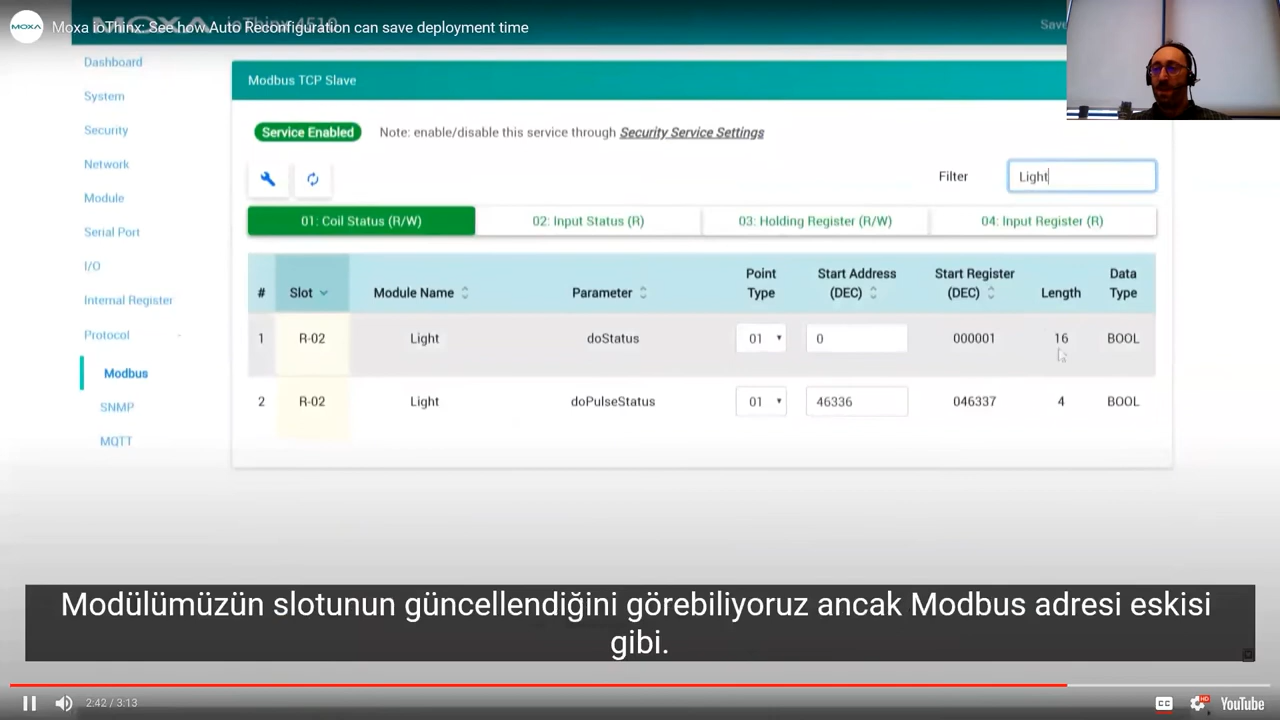 MOXA
Moxa ioThinx: See how Auto Reconfiguration can save deployment time
Save
Dashboard
System
Security
Network
Module
Serial Port
I/O
Internal Register
Protocol
Modbus
SNMP
MQTT
Modbus TCP Slave
Service Enabled Note: enable/disable this service through Security Service Settings
Filter Light
01: Coil Status (R/W) 02: Input Status (R) 03: Holding Register (R/W) 04: Input Register (R)
# Slot Module Name Parameter Point Type Start Address (DEC) Start Register (DEC) Length Data Type
1 R-02 Light doStatus 01 0 000001 16 BOOL
2 R-02 Light doPulseStatus 01 46336 046337 4 BOOL
Modülümüzün slotunun güncellendiğini görebiliyoruz ancak Modbus adresi eskisi
gibi.
2:42 / 3:13
CC
HD
YouTube